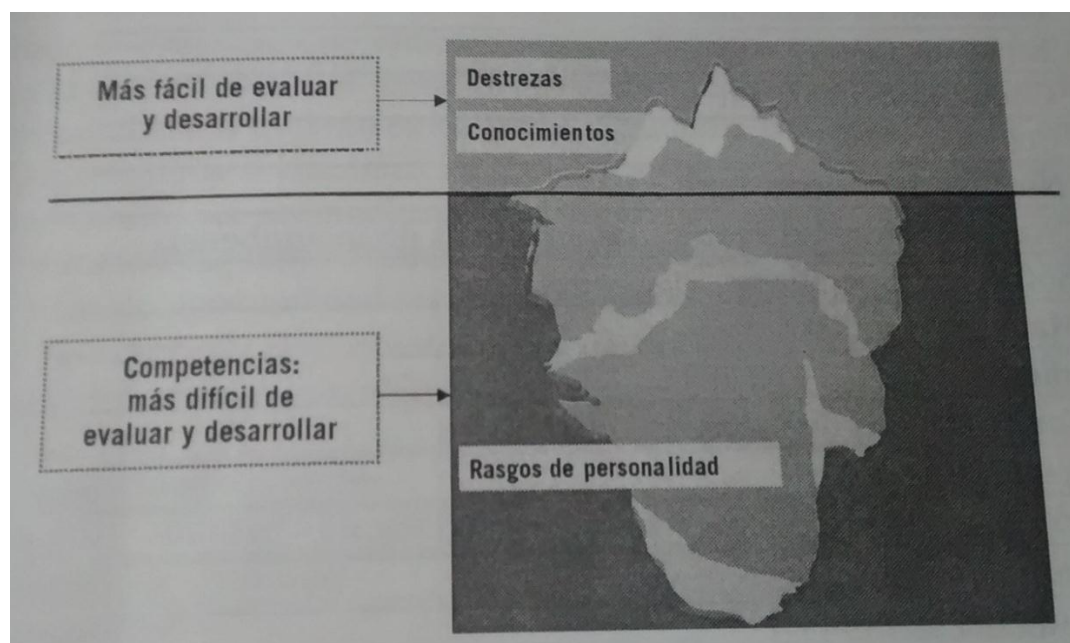 Más fácil de evaluar
y desarrollar
Destrezas
Conocimientos
Competencias:
más difícil de
evaluar y desarrollar
Rasgos de personalidad